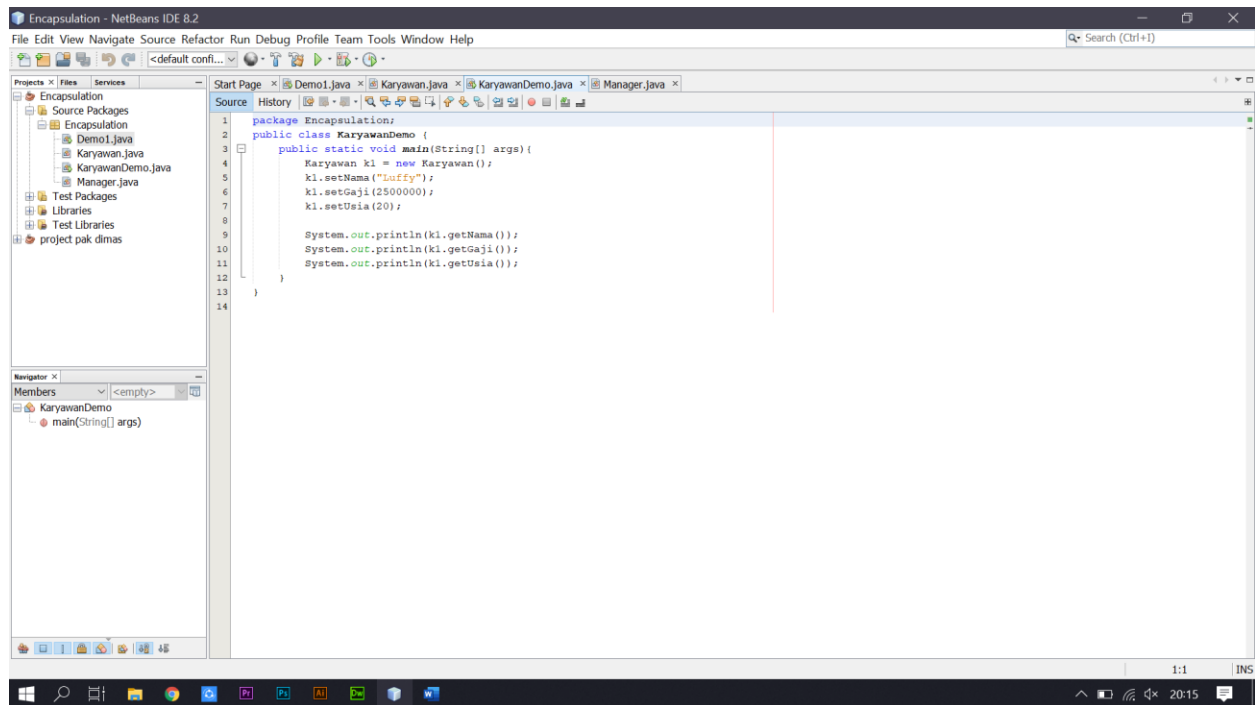 Encapsulation - NetBeans IDE 8.2
File Edit View Navigate Source Refactor Run Debug Profile Team Tools Window Help
Search (Ctrl+I)
<default confi...
Projects Files Services
Start Page Demo1.java Karyawan.java KaryawanDemo.java Manager.java
Encapsulation
Source Packages
Encapsulation
Demo1.java
Karyawan.java
KaryawanDemo.java
Manager.java
Test Packages
Libraries
Test Libraries
project pak dimas
Source History
1 package Encapsulation;
2 public class KaryawanDemo {
3 public static void main(String[] args){
4 Karyawan k1 = new Karyawan();
5 k1.setNama("Luffy");
6 k1.setGaji(2500000);
7 k1.setUsia(20);
8
9 System.out.println(k1.getNama());
10 System.out.println(k1.getGaji());
11 System.out.println(k1.getUsia());
12 }
13 }
14
Navigator
Members <empty>
KaryawanDemo
main(String[] args)
1:1 INS
Pr Ps Ai Dw W
20:15